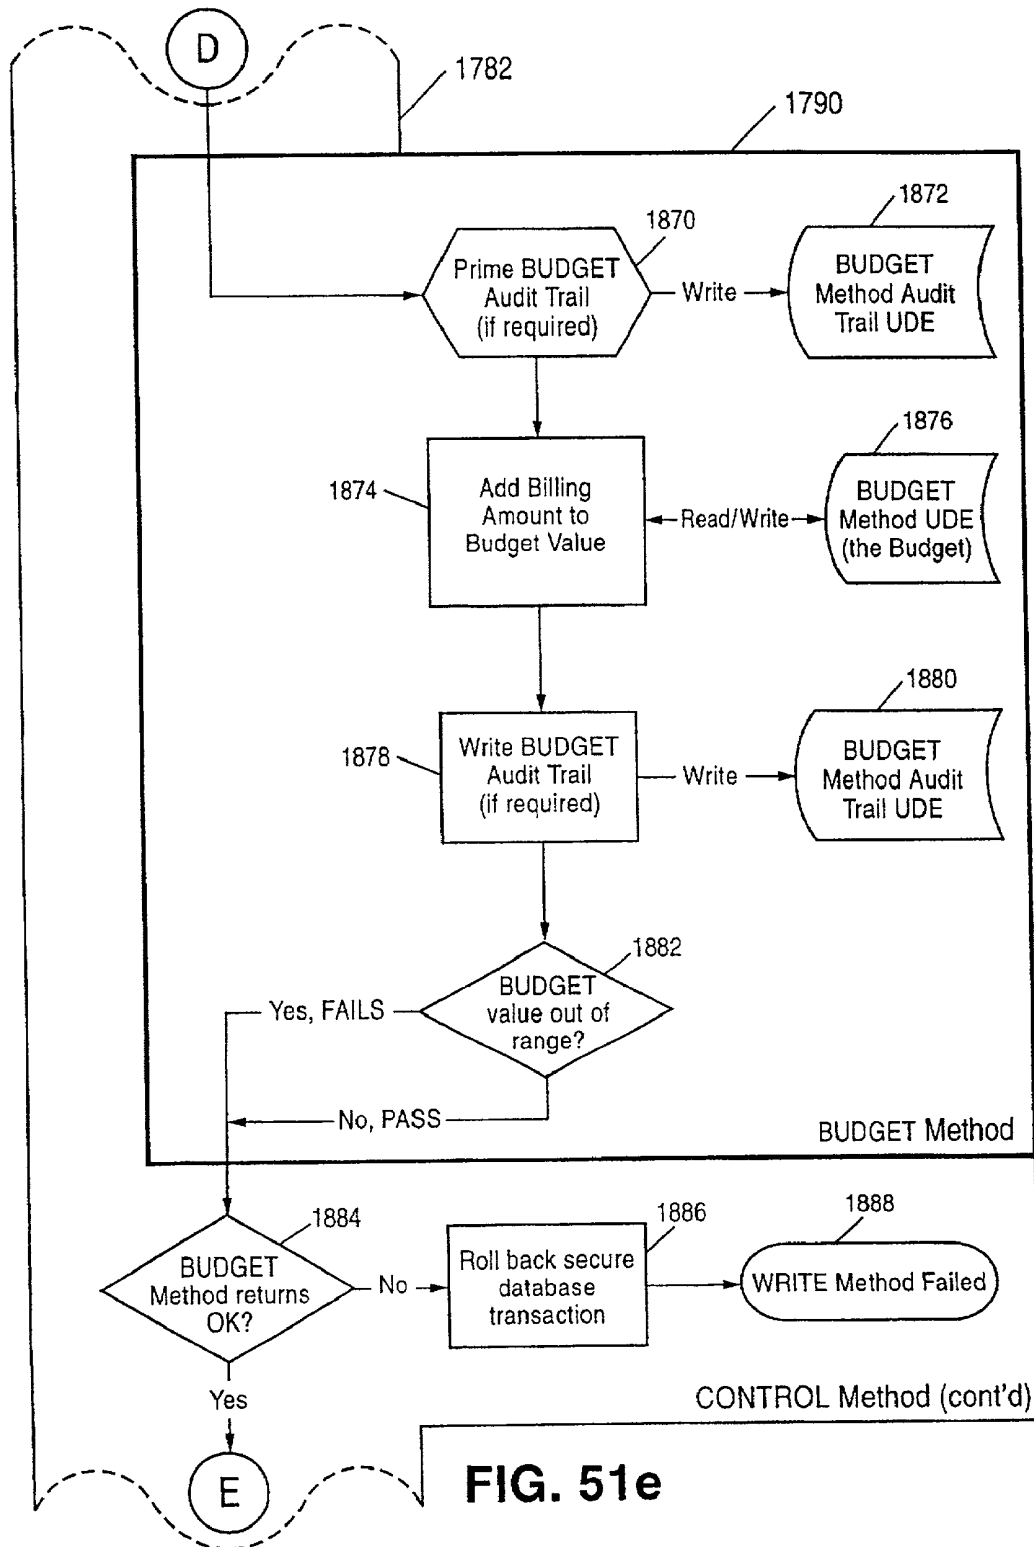 D
1782
1790
1872
1870
Prime BUDGET
Audit Trail
(if required)
Write
BUDGET
Method Audit
Trail UDE
1876
1874
Add Billing
Amount to
Budget Value
Read/Write
BUDGET
Method UDE
(the Budget)
1880
1878
Write BUDGET
Audit Trail
(if required)
Write
BUDGET
Method Audit
Trail UDE
1882
BUDGET
value out of
range?
Yes, FAILS
No, PASS
BUDGET Method
1884
BUDGET
Method returns
OK?
No
1886
Roll back secure
database
transaction
1888
WRITE Method Failed
Yes
CONTROL Method (cont'd)
E
FIG. 51e